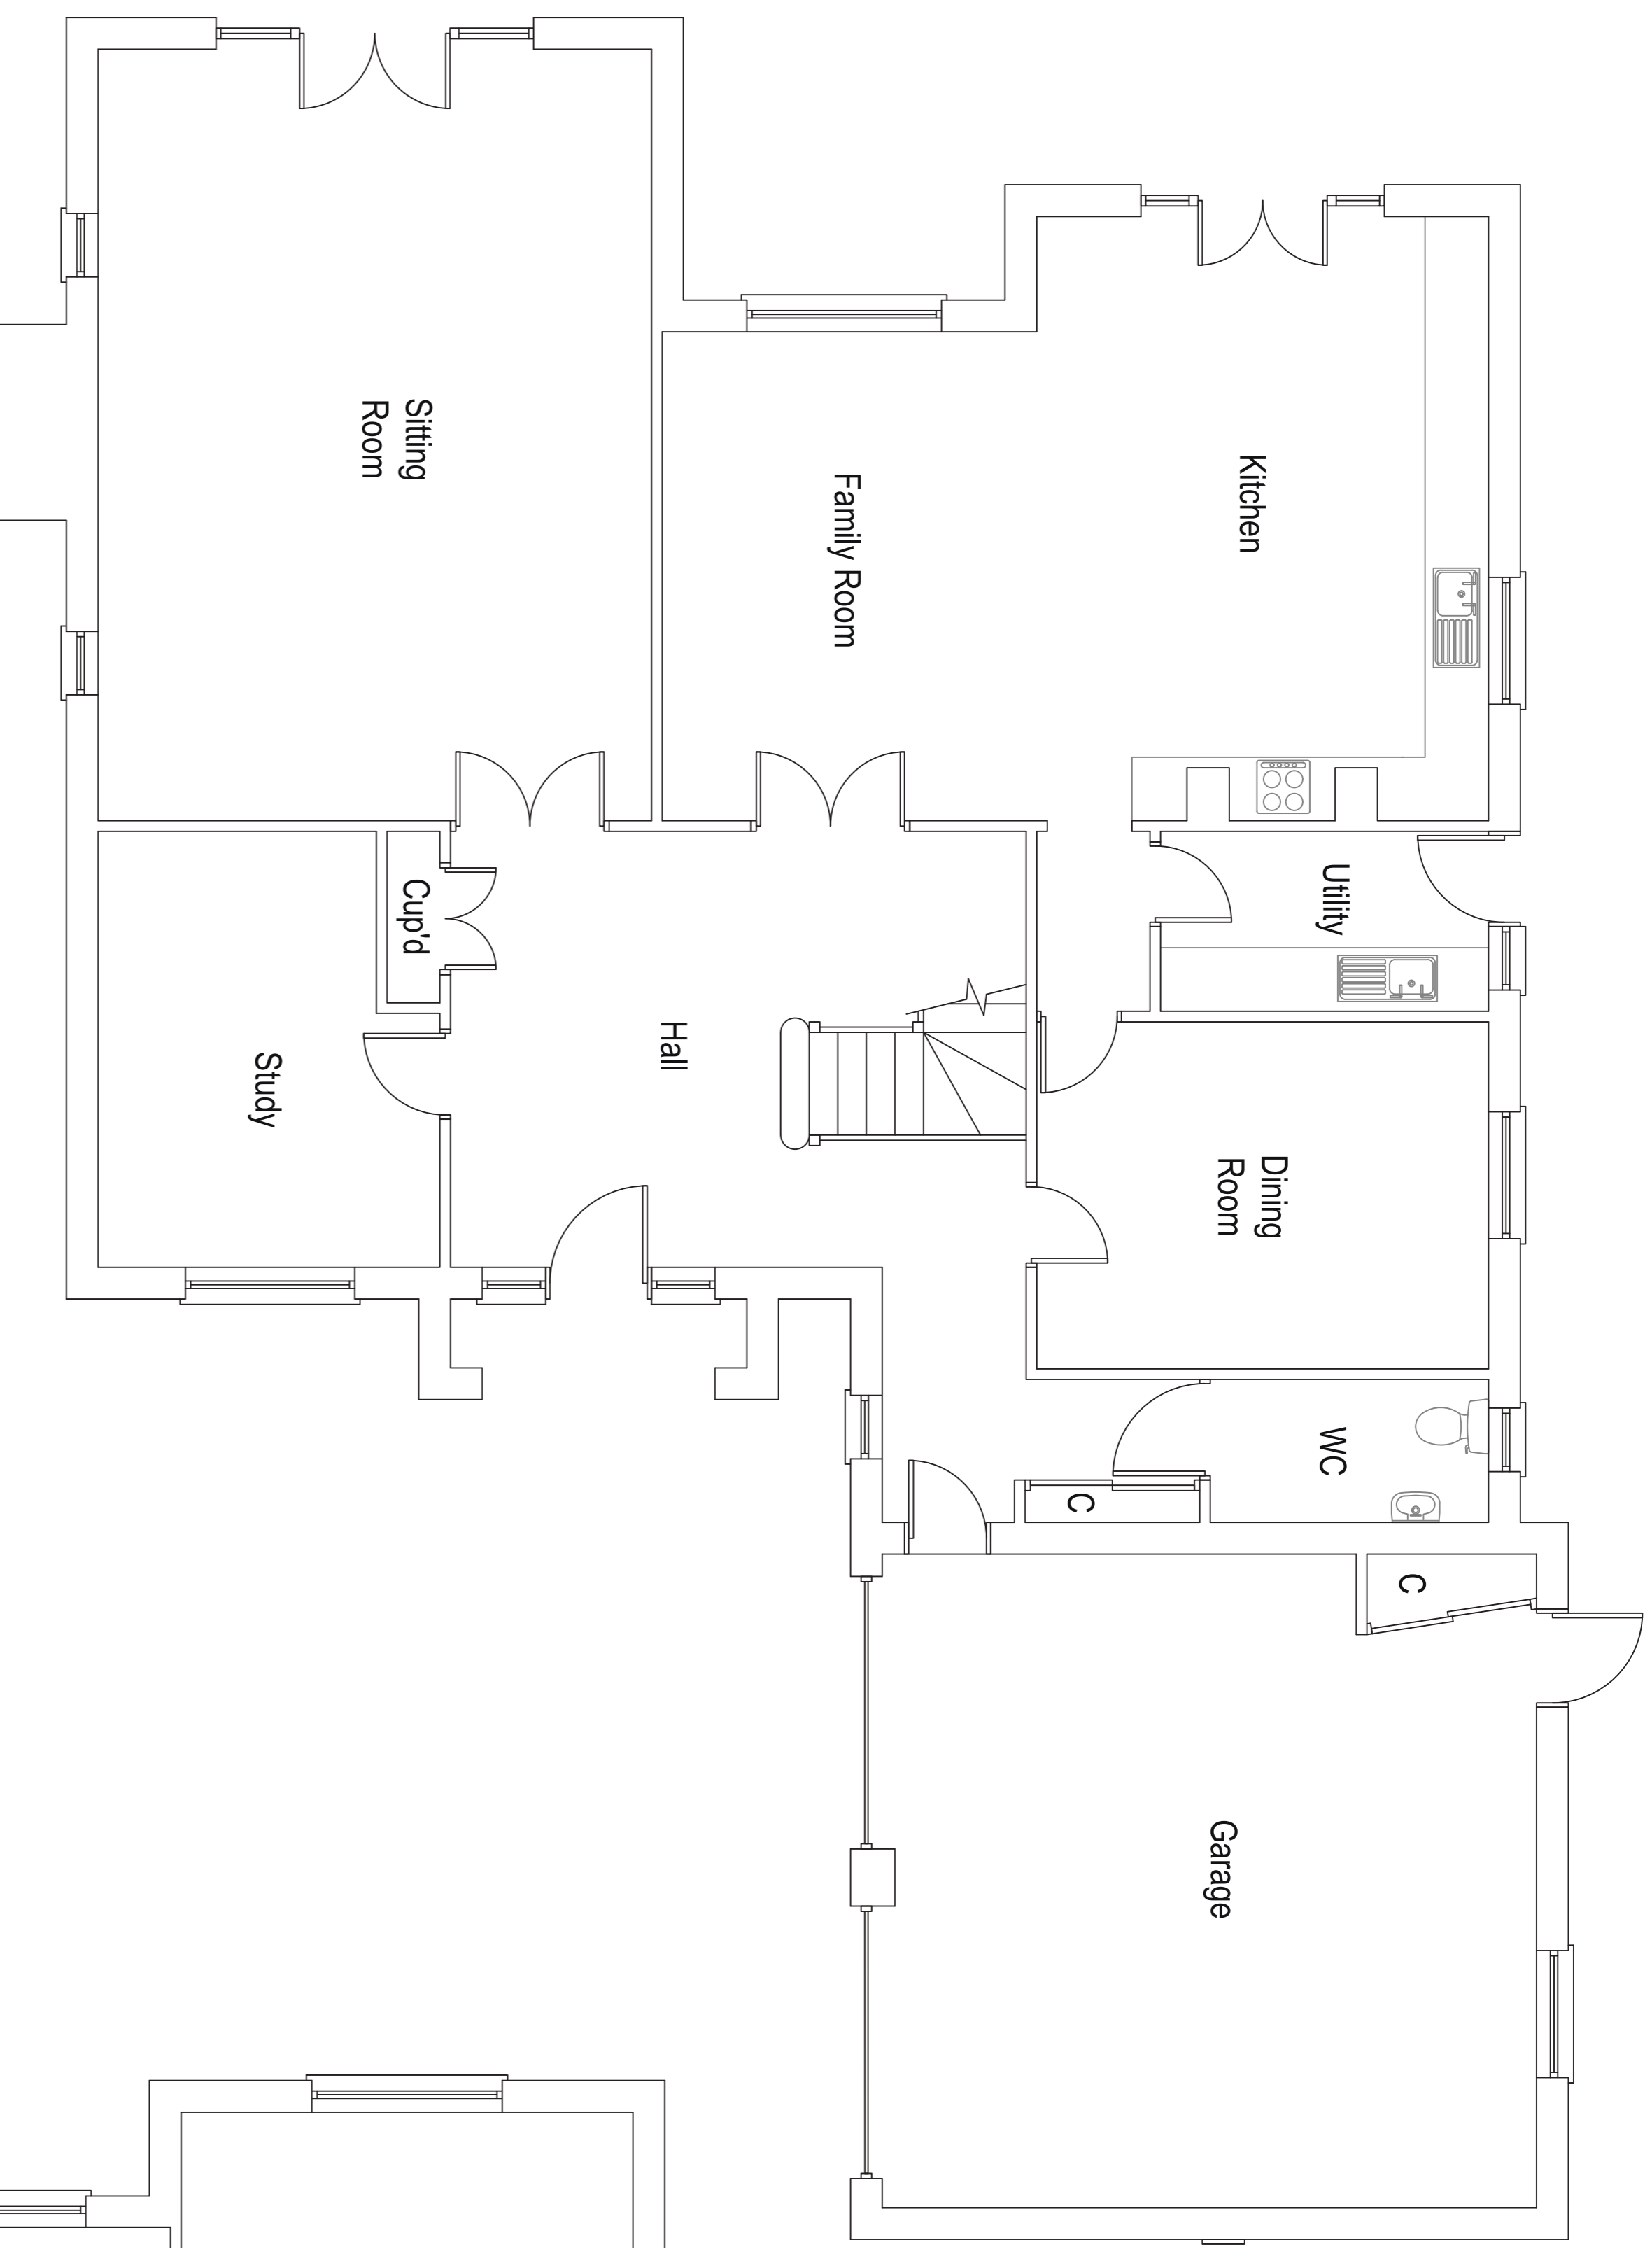 Sitting
Room
Family Room
Kitchen
Utility
Cup'd
Study
Hall
Dining
Room
WC
C
C
Garage